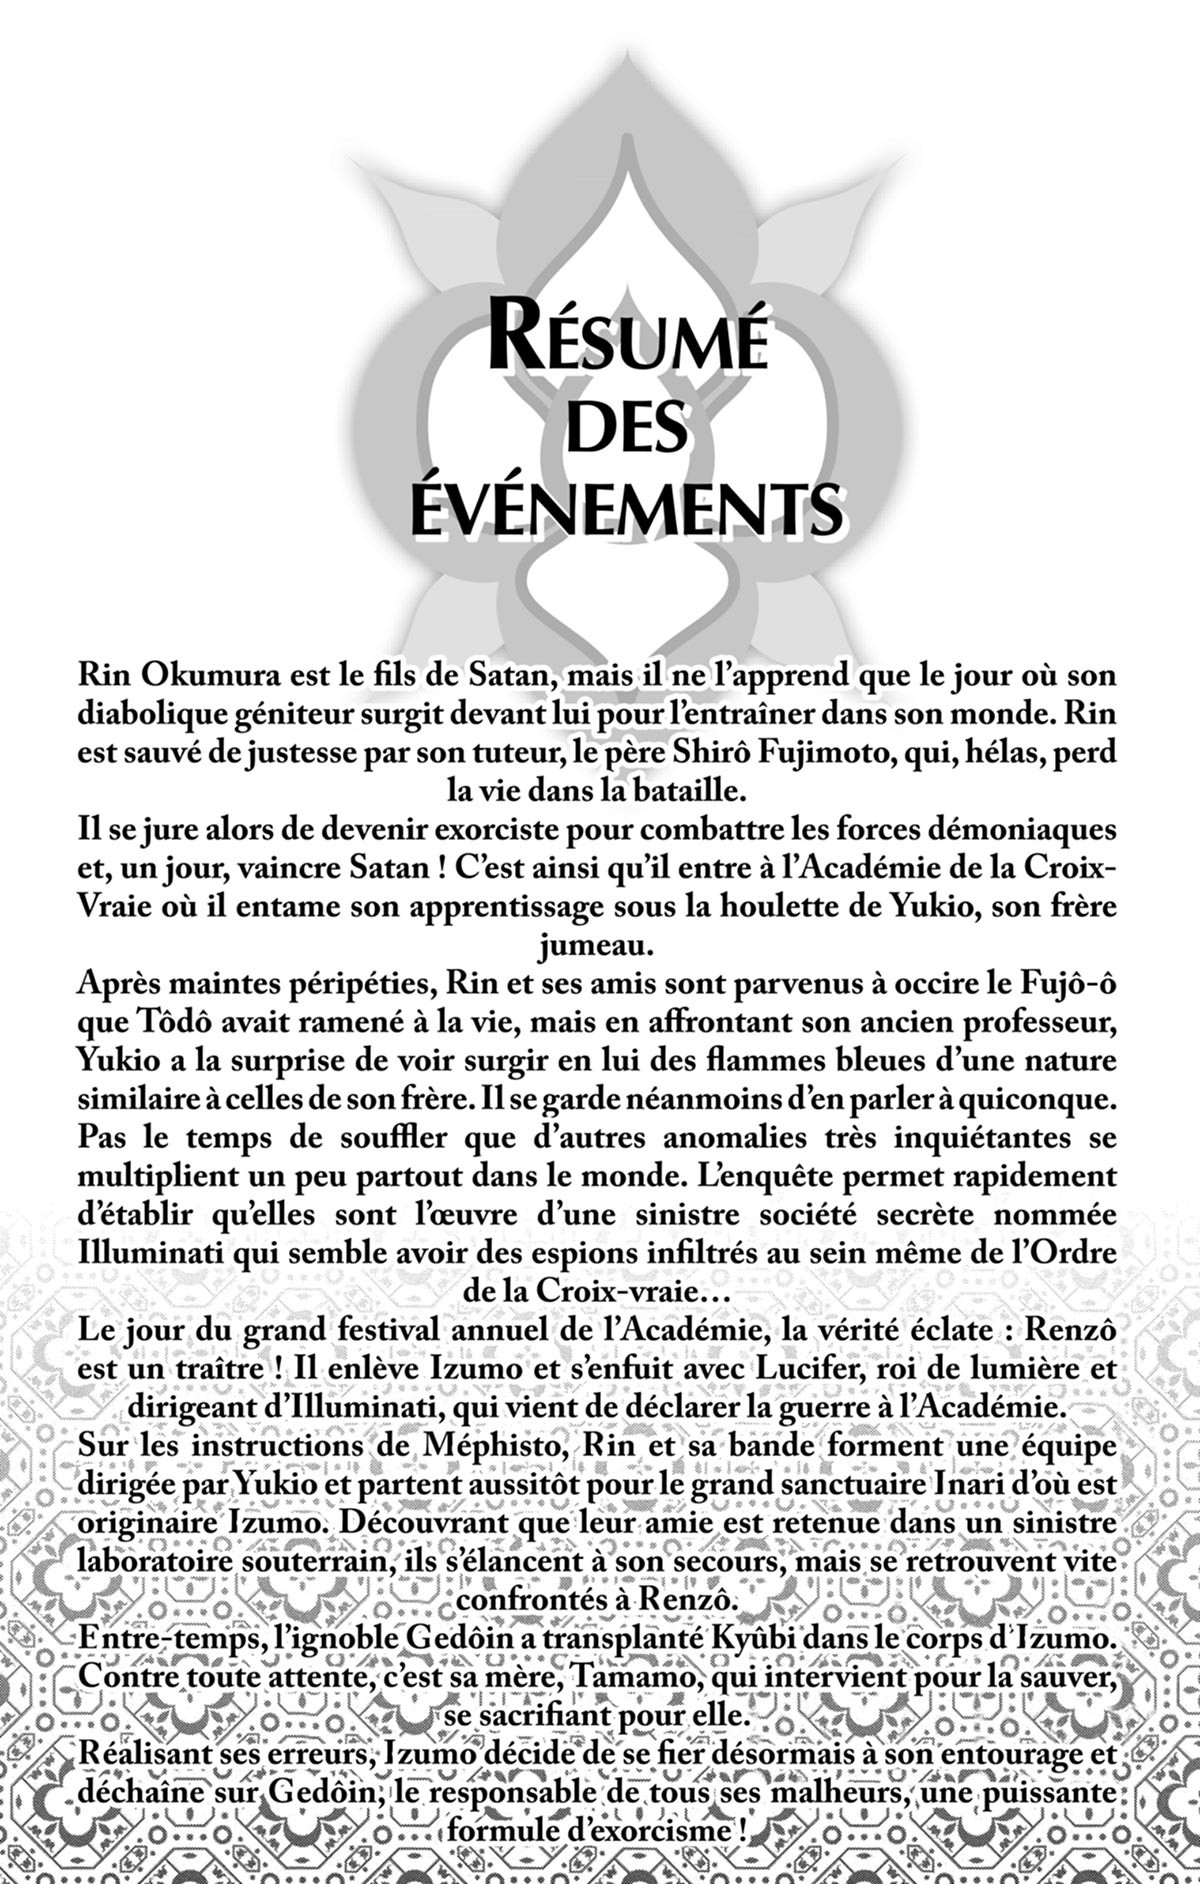 RÉSUMÉ
DES
ÉVÉNEMENTS
Rin Okumura est le fils de Satan, mais il ne l’apprend que le jour où son
diabolique géniteur surgit devant lui pour l’entraîner dans son monde. Rin
est sauvé de justesse par son tuteur, le père Shirô Fujimoto, qui, hélas, perd
la vie dans la bataille.
Il se jure alors de devenir exorciste pour combattre les forces démoniaques
et, un jour, vaincre Satan ! C’est ainsi qu’il entre à l’Académie de la Croix-
Vraie où il entame son apprentissage sous la houlette de Yukio, son frère
jumeau.
Après maintes péripéties, Rin et ses amis sont parvenus à occire le Fujô-ô
que Tôdô avait ramené à la vie, mais en affrontant son ancien professeur,
Yukio a la surprise de voir surgir en lui des flammes bleues d’une nature
similaire à celles de son frère. Il se garde néanmoins d’en parler à quiconque.
Pas le temps de souffler que d’autres anomalies très inquiétantes se
multiplient un peu partout dans le monde. L’enquête permet rapidement
d’établir qu’elles sont l’œuvre d’une sinistre société secrète nommée
Illuminati qui semble avoir des espions infiltrés au sein même de l’Ordre
de la Croix-vraie…
Le jour du grand festival annuel de l’Académie, la vérité éclate : Renzô
est un traître ! Il enlève Izumo et s’enfuit avec Lucifer, roi de lumière et
dirigeant d’Illuminati, qui vient de déclarer la guerre à l’Académie.
Sur les instructions de Méphisto, Rin et sa bande forment une équipe
dirigée par Yukio et partent aussitôt pour le grand sanctuaire Inari d’où est
originaire Izumo. Découvrant que leur amie est retenue dans un sinistre
laboratoire souterrain, ils s’élancent à son secours, mais se retrouvent vite
confrontés à Renzô.
Entre-temps, l’ignoble Gedôin a transplanté Kyûbi dans le corps d’Izumo.
Contre toute attente, c’est sa mère, Tamamo, qui intervient pour la sauver,
se sacrifiant pour elle.
Réalisant ses erreurs, Izumo décide de se fier désormais à son entourage et
déchaîne sur Gedôin, le responsable de tous ses malheurs, une puissante
formule d’exorcisme !